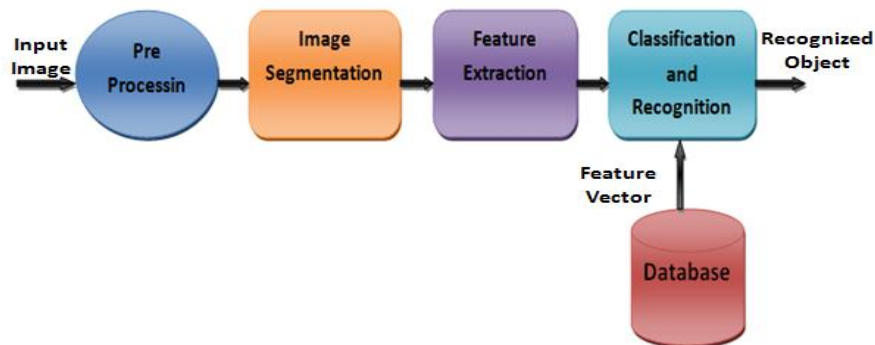 Input
Image
Pre
Processin
Image
Segmentation
Feature
Extraction
Classification
and
Recognition
Recognized
Object
Feature
Vector
Database